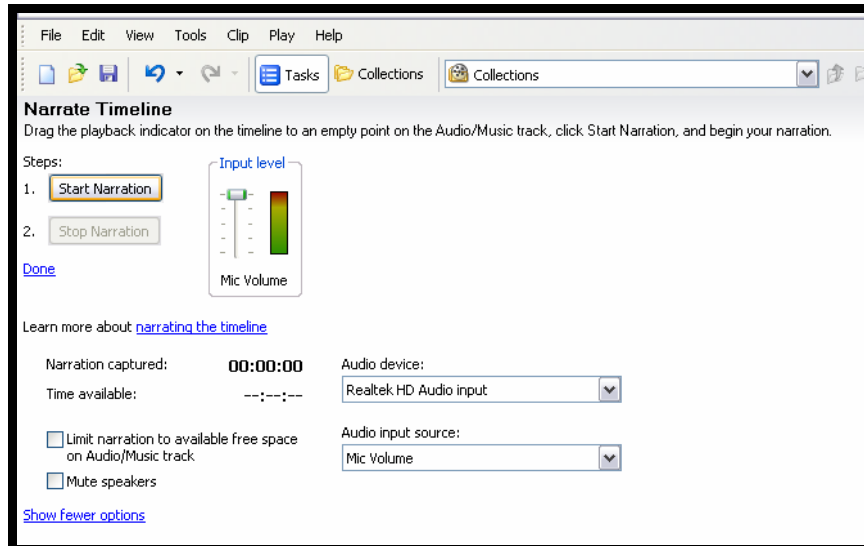 File Edit View Tools Clip Play Help
Tasks Collections Collections
Narrate Timeline
Drag the playback indicator on the timeline to an empty point on the Audio/Music track, click Start Narration, and begin your narration.
Steps:
1. Start Narration
2. Stop Narration
Done
Input level
Mic Volume
Learn more about narrating the timeline
Narration captured: 00:00:00
Time available: --:--:--
Limit narration to available free space
on Audio/Music track
Mute speakers
Audio device:
Realtek HD Audio input
Audio input source:
Mic Volume
Show fewer options